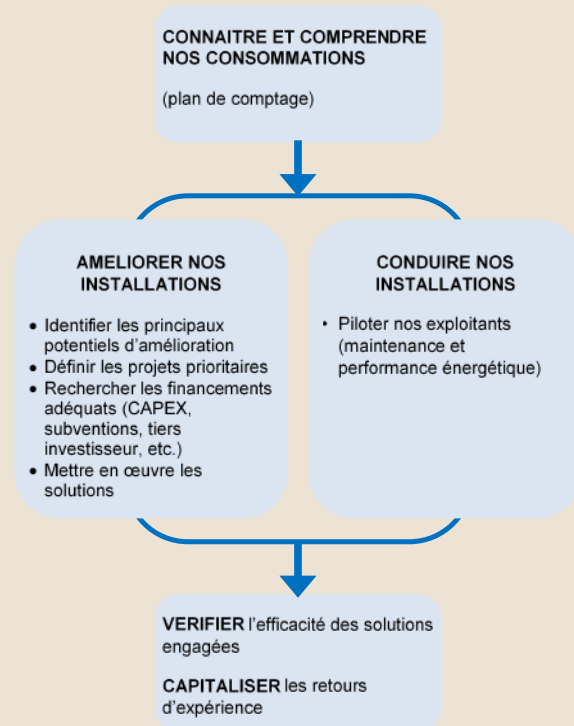 CONNAITRE ET COMPRENDRE
NOS CONSOMMATIONS
(plan de comptage)
AMELIORER NOS
INSTALLATIONS
• Identifier les principaux
potentiels d'amélioration
• Définir les projets prioritaires
• Rechercher les financements
adéquats (CAPEX,
subventions, tiers
investisseur, etc.)
• Mettre en œuvre les
solutions
CONDUIRE NOS
INSTALLATIONS
• Piloter nos exploitants
(maintenance et
performance énergétique)
VERIFIER l'efficacité des solutions
engagées
CAPITALISER les retours
d'expérience